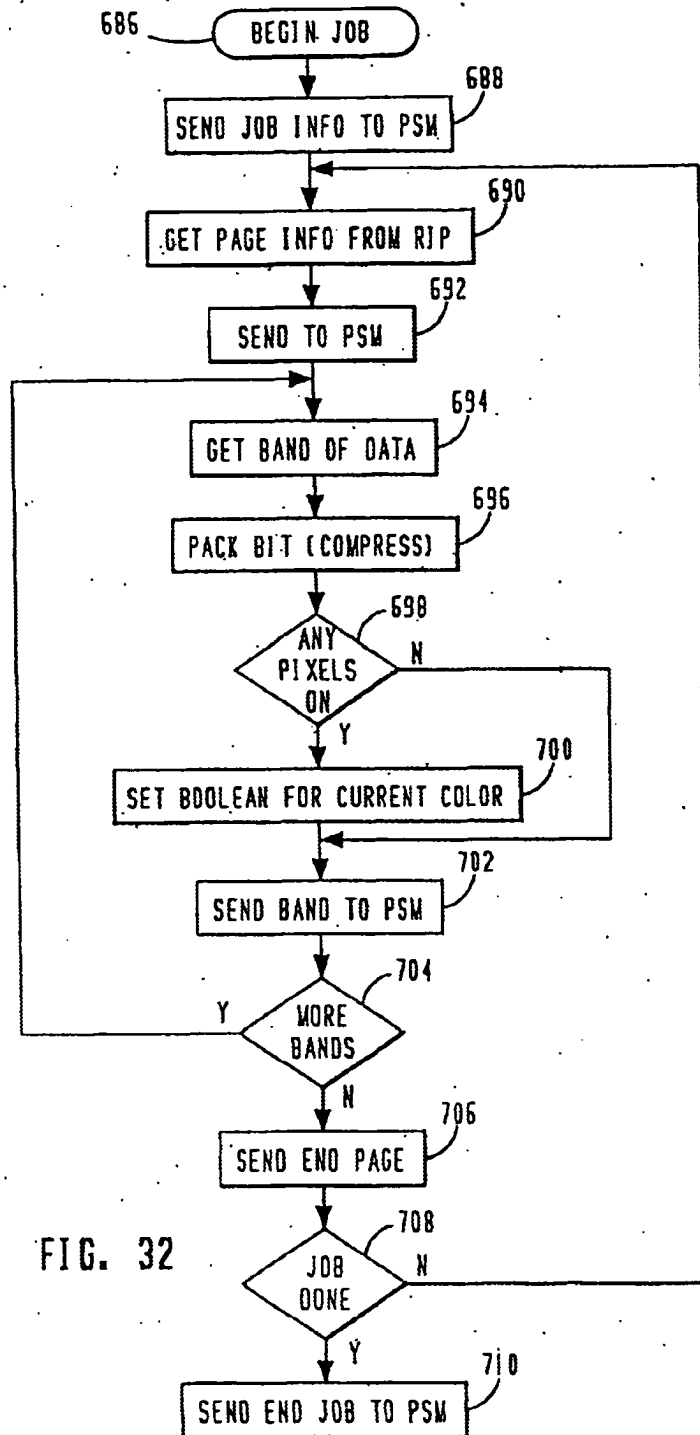 686
BEGIN JOB
688
SEND JOB INFO TO PSM
690
GET PAGE INFO FROM RIP
692
SEND TO PSM
694
GET BAND OF DATA
696
PACK BIT (COMPRESS)
698
ANY
PIXELS
ON
N
Y
700
SET BOOLEAN FOR CURRENT COLOR
702
SEND BAND TO PSM
704
Y
MORE
BANDS
N
706
SEND END PAGE
708
FIG. 32
JOB
DONE
N
Y
710
SEND END JOB TO PSM